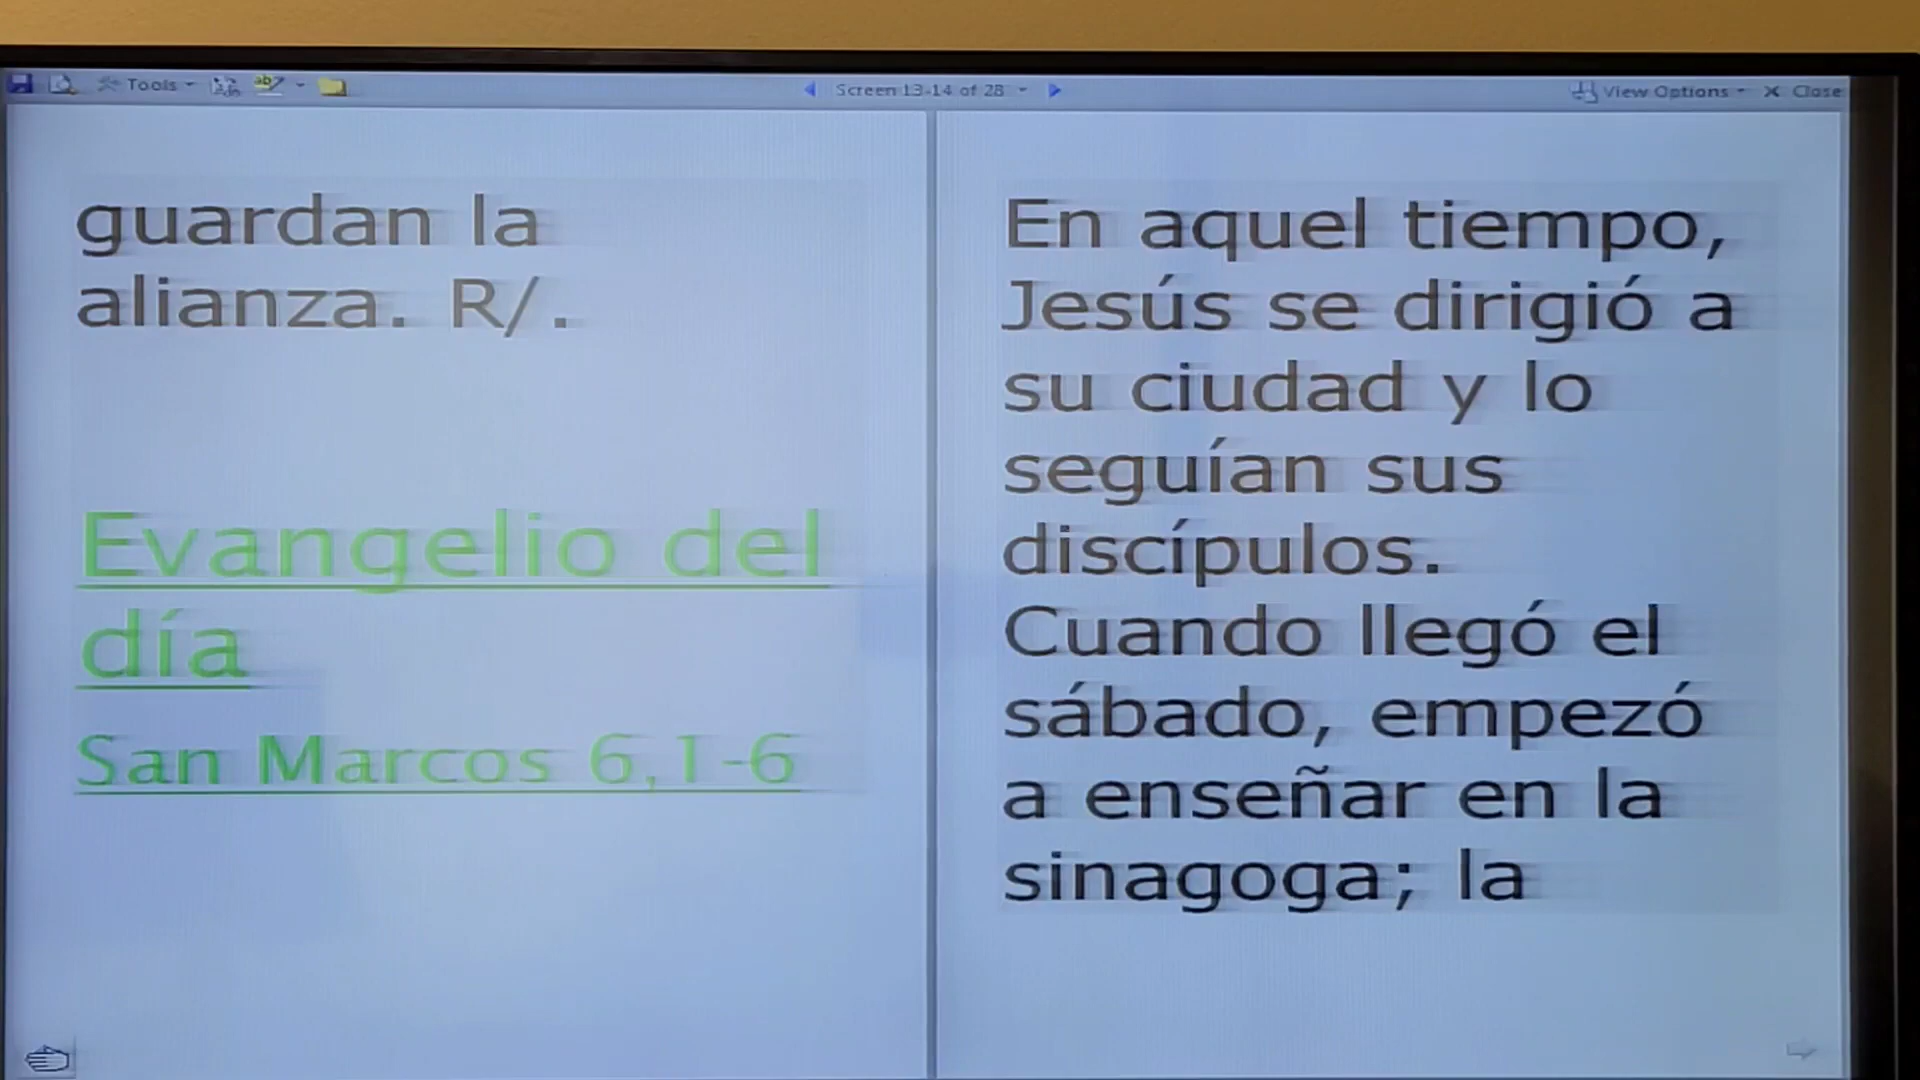 Tools
Screen 13-14 of 28
View Options
Close
guardan la
alianza. R/.
Evangelio del
día
San Marcos 6,1-6
En aquel tiempo,
Jesús se dirigió a
su ciudad y lo
seguían sus
discípulos.
Cuando llegó el
sábado, empezó
a enseñar en la
sinagoga; la